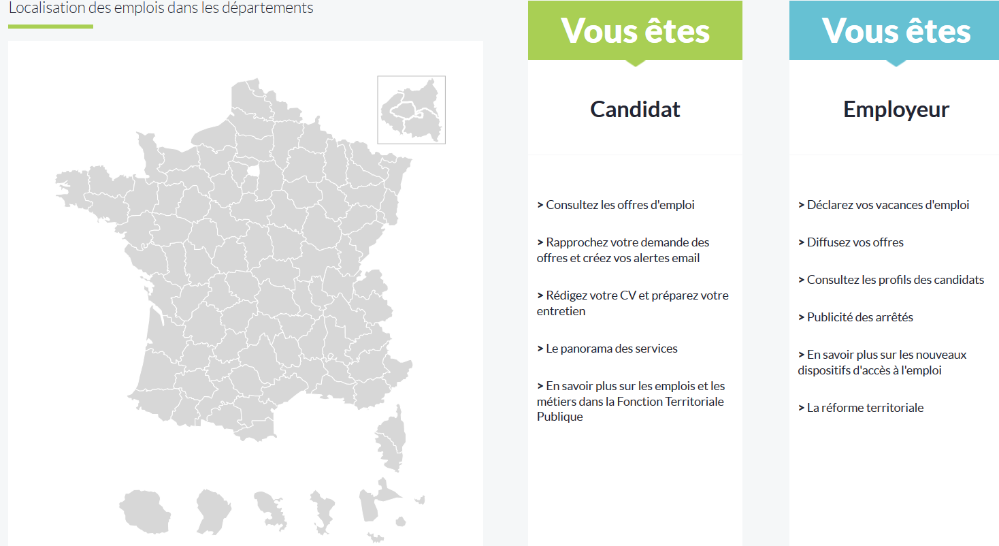 Localisation des emplois dans les départements
Vous êtes
Candidat
> Consultez les offres d'emploi
> Rapprochez votre demande des
offres et créez vos alertes email
> Rédigez votre CV et préparez votre
entretien
> Le panorama des services
> En savoir plus sur les emplois et les
métiers dans la Fonction Territoriale
Publique
Vous êtes
Employeur
> Déclarez vos vacances d'emploi
> Diffusez vos offres
> Consultez les profils des candidats
> Publicité des arrêtés
> En savoir plus sur les nouveaux
dispositifs d'accès à l'emploi
> La réforme territoriale